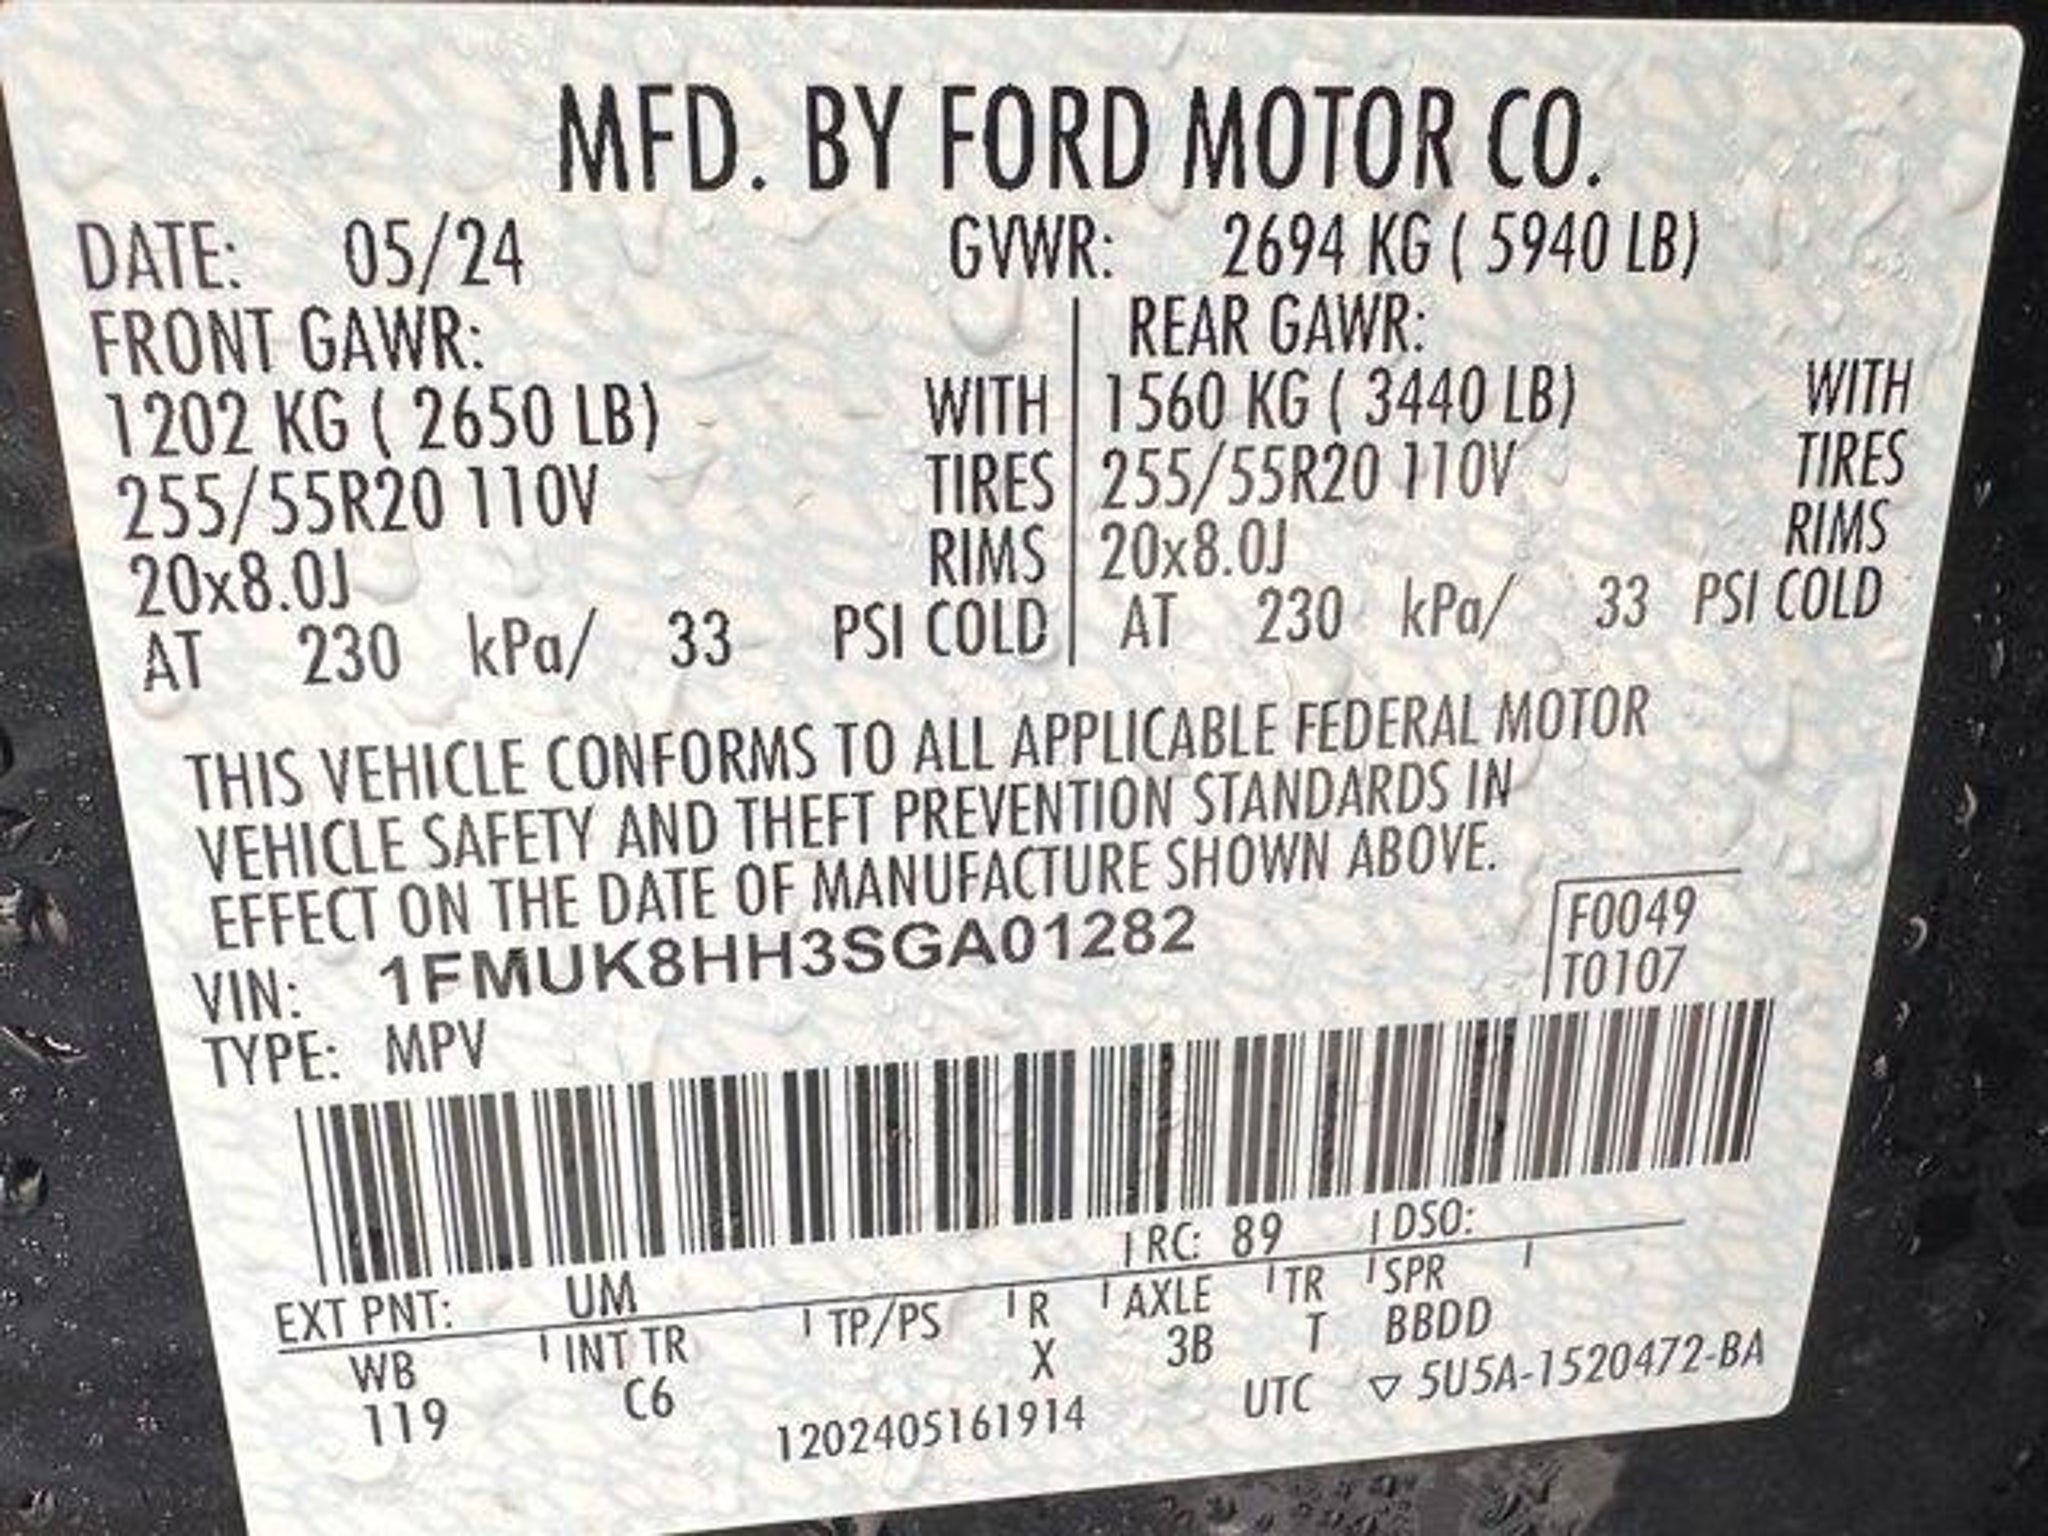 MFD. BY FORD MOTOR CO.
DATE: 05/24 GVWR: 2694 KG ( 5940 LB)
FRONT GAWR: REAR GAWR:
1202 KG ( 2650 LB) WITH 1560 KG ( 3440 LB) WITH
255/55R20 110V TIRES 255/55R20 110V TIRES
20x8.0J RIMS 20x8.0J RIMS
AT 230 kPa/ 33 PSI COLD AT 230 kPa/ 33 PSI COLD
THIS VEHICLE CONFORMS TO ALL APPLICABLE FEDERAL MOTOR
VEHICLE SAFETY AND THEFT PREVENTION STANDARDS IN
EFFECT ON THE DATE OF MANUFACTURE SHOWN ABOVE.
VIN: 1FMUK8HH3SGA01282 F0049
TYPE: MPV T0107
RC: 89 DSO:
EXT PNT: UM
WB INT TR TP/PS R AXLE TR SPR
119 C6 X 3B T BBDD
1202405161914 UTC ▽ 5U5A-1520472-BA